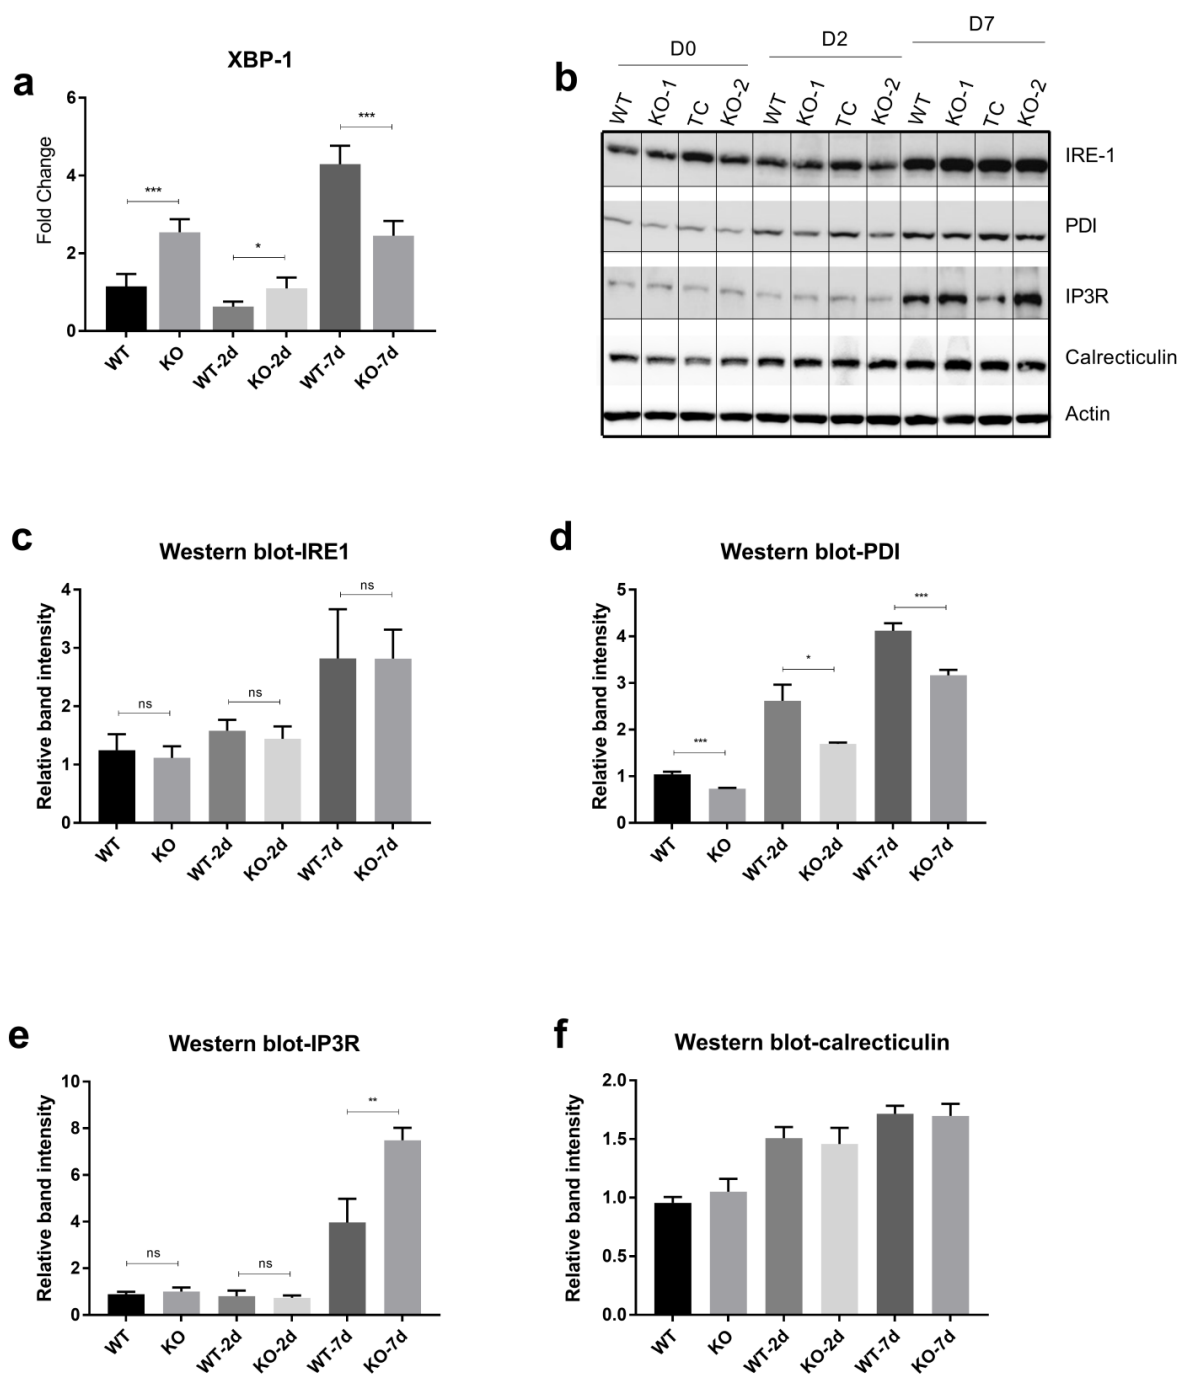 a
XBP-1
Fold Change
6
4
2
0
***
*
***
WT
KO
WT-2d
KO-2d
WT-7d
KO-7d
b
D0
D2
D7
WT
KO-1
TC
KO-2
WT
KO-1
TC
KO-2
WT
KO-1
TC
KO-2
IRE-1
PDI
IP3R
Calrecticulin
Actin
c
Western blot-IRE1
Relative band intensity
4
3
2
1
0
ns
ns
ns
WT
KO
WT-2d
KO-2d
WT-7d
KO-7d
d
Western blot-PDI
Relative band intensity
5
4
3
2
1
0
***
*
***
WT
KO
WT-2d
KO-2d
WT-7d
KO-7d
e
Western blot-IP3R
Relative band intensity
10
8
6
4
2
0
ns
ns
**
WT
KO
WT-2d
KO-2d
WT-7d
KO-7d
f
Western blot-calrecticulin
Relative band intensity
2.0
1.5
1.0
0.5
0.0
WT
KO
WT-2d
KO-2d
WT-7d
KO-7d